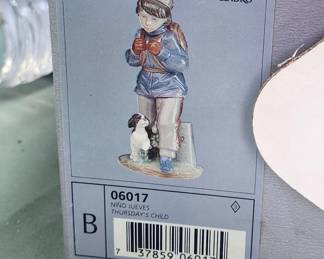 06017
NIÑO JUEVES
THURSDAY'S CHILD
B